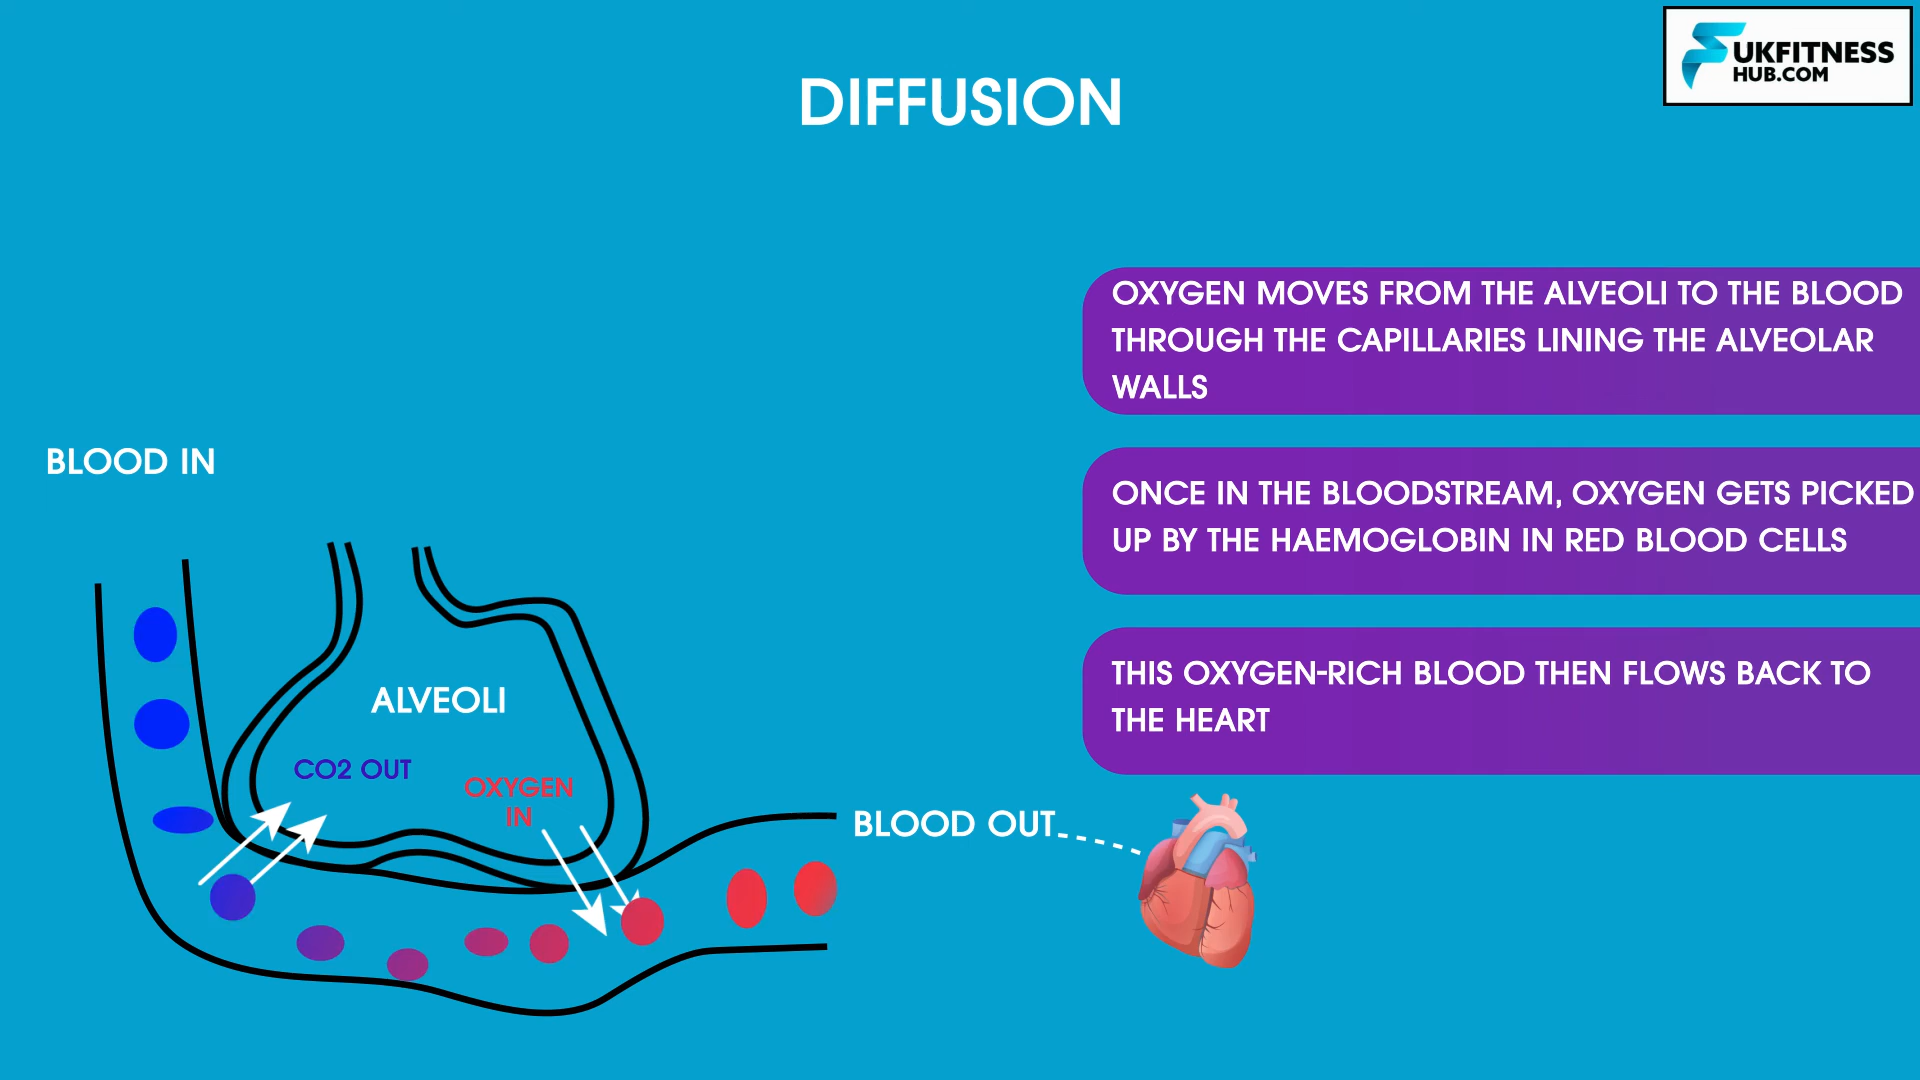 UKFITNESS
HUB.COM
DIFFUSION
OXYGEN MOVES FROM THE ALVEOLI TO THE BLOOD
THROUGH THE CAPILLARIES LINING THE ALVEOLAR
WALLS
ONCE IN THE BLOODSTREAM, OXYGEN GETS PICKED
UP BY THE HAEMOGLOBIN IN RED BLOOD CELLS
THIS OXYGEN-RICH BLOOD THEN FLOWS BACK TO
THE HEART
BLOOD IN
ALVEOLI
CO2 OUT
OXYGEN
IN
BLOOD OUT